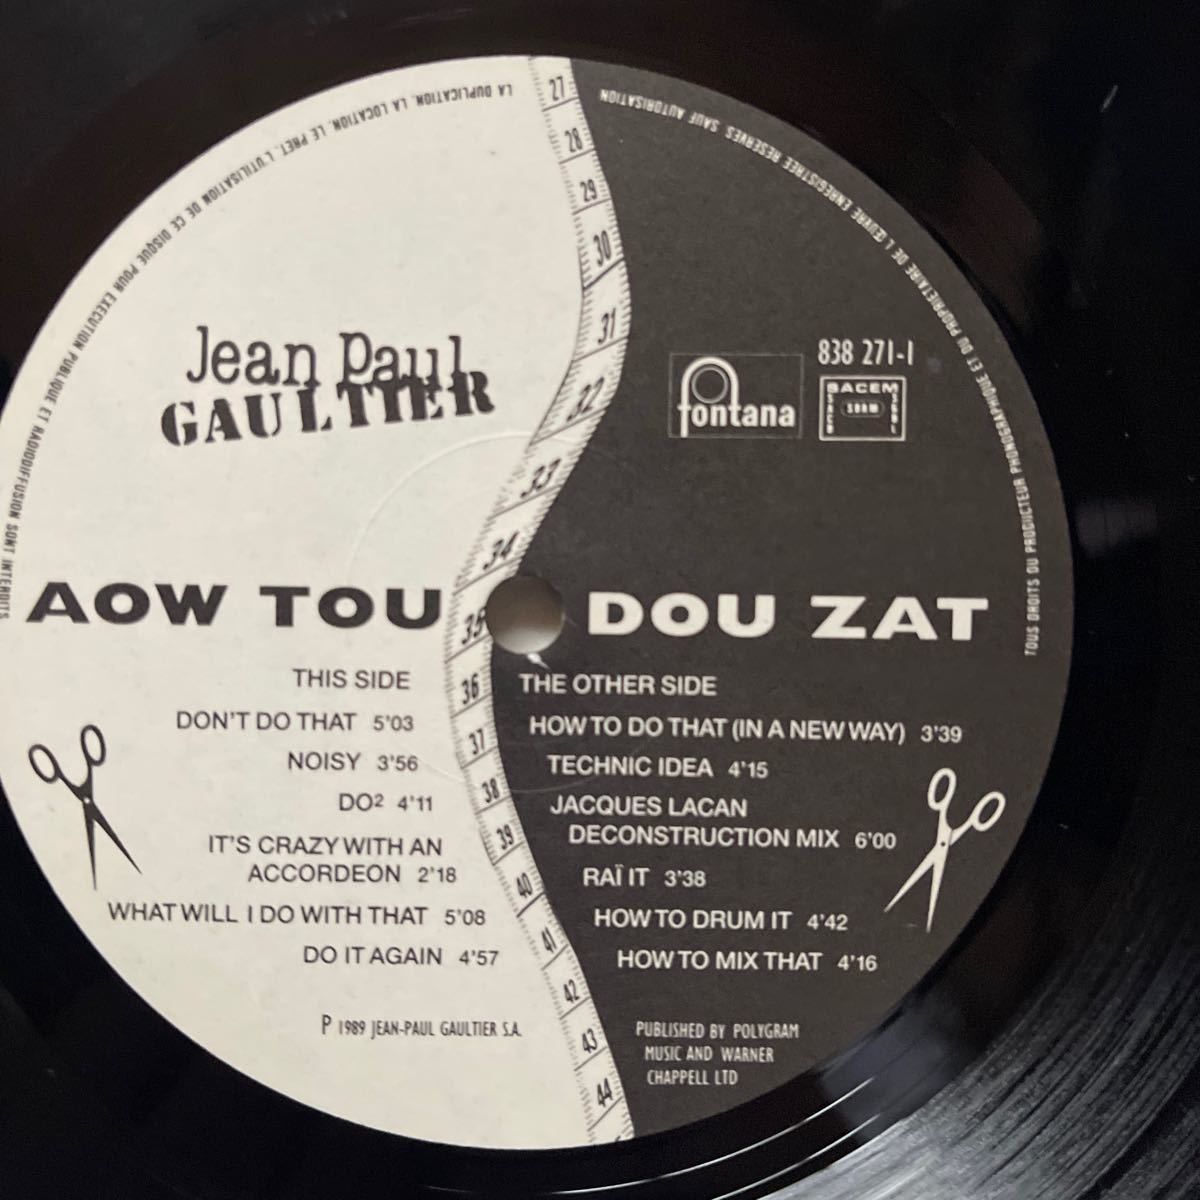 LA DUPLICATION, LA LOCATION, LE PRET, L'UTILISATION DE CE DISQUE POUR EXECUTION PUBLIQUE ET RADIODIFFUSION SONT INTERDITS
TOUS DROITS DU PRODUCTEUR PHONOGRAPHIQUE ET DU PROPRIETAIRE DE L'ŒUVRE ENREGISTREE RESERVES SAUF AUTORISATION
27
28
29
30
31
32
33
34
35
36
37
38
39
40
41
42
43
44
Jean Paul
GAULTIER
fontana
838 271-1
SACEM
SDRM
SACD
SGDL
AOW TOU
DOU ZAT
THIS SIDE
DON'T DO THAT 5'03
NOISY 3'56
DO² 4'11
IT'S CRAZY WITH AN
ACCORDEON 2'18
WHAT WILL I DO WITH THAT 5'08
DO IT AGAIN 4'57
P 1989 JEAN-PAUL GAULTIER S.A.
THE OTHER SIDE
HOW TO DO THAT (IN A NEW WAY) 3'39
TECHNIC IDEA 4'15
JACQUES LACAN
DECONSTRUCTION MIX 6'00
RAÏ IT 3'38
HOW TO DRUM IT 4'42
HOW TO MIX THAT 4'16
PUBLISHED BY POLYGRAM
MUSIC AND WARNER
CHAPPELL LTD